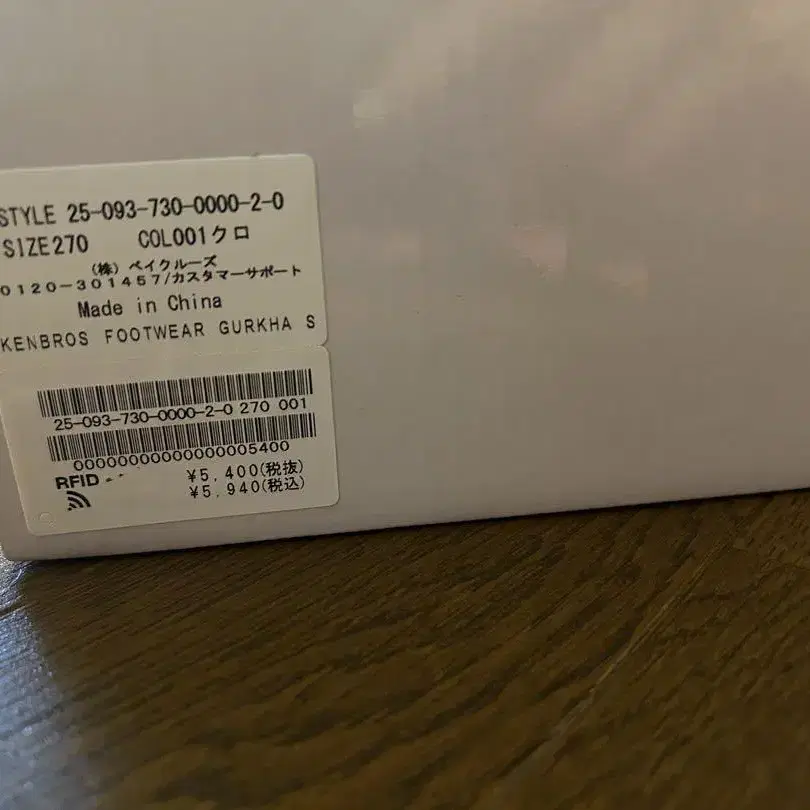 STYLE 25-093-730-0000-2-0
SIZE270 COL001クロ
(株) ベイクルーズ
0120-301457/カスタマーサポート
Made in China
KENBROS FOOTWEAR GURKHA S
25-093-730-0000-2-0 270 001
00000000000000005400
RFID
¥5,400(税抜)
¥5,940(税込)